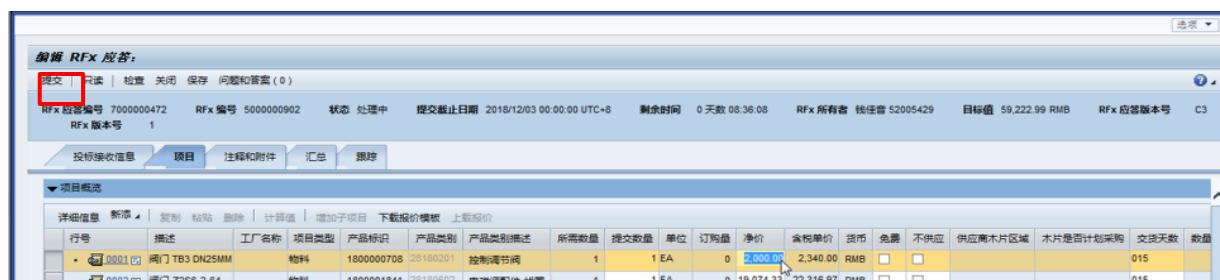 选项
编辑 RFx 应答:
提交 只读 检查 关闭 保存 问题和答案 ( 0 )
RFx 应答编号 7000000472 RFx 编号 5000000902 状态 处理中 提交截止日期 2018/12/03 00:00:00 UTC+8 剩余时间 0 天数 08:36:08 RFx 所有者 钱佳音 52005429 目标值 59,222.99 RMB RFx 应答版本号 C3
RFx 版本号 1
投标接收信息 项目 注释和附件 汇总 跟踪
项目概览
详细信息 新添 复制 粘贴 删除 计算值 增加子项目 下载报价模板 上载报价
行号 描述 工厂名称 项目类型 产品标识 产品类别 产品类别描述 所需数量 提交数量 单位 订购量 净价 含税单价 货币 免费 不供应 供应商木片区域 木片是否计划采购 交货天数 数量
0001 阀门 TB3 DN25MM 物料 1800000708 28180201 控制调节阀 1 1 EA 0 2,000.00 2,340.00 RMB 015